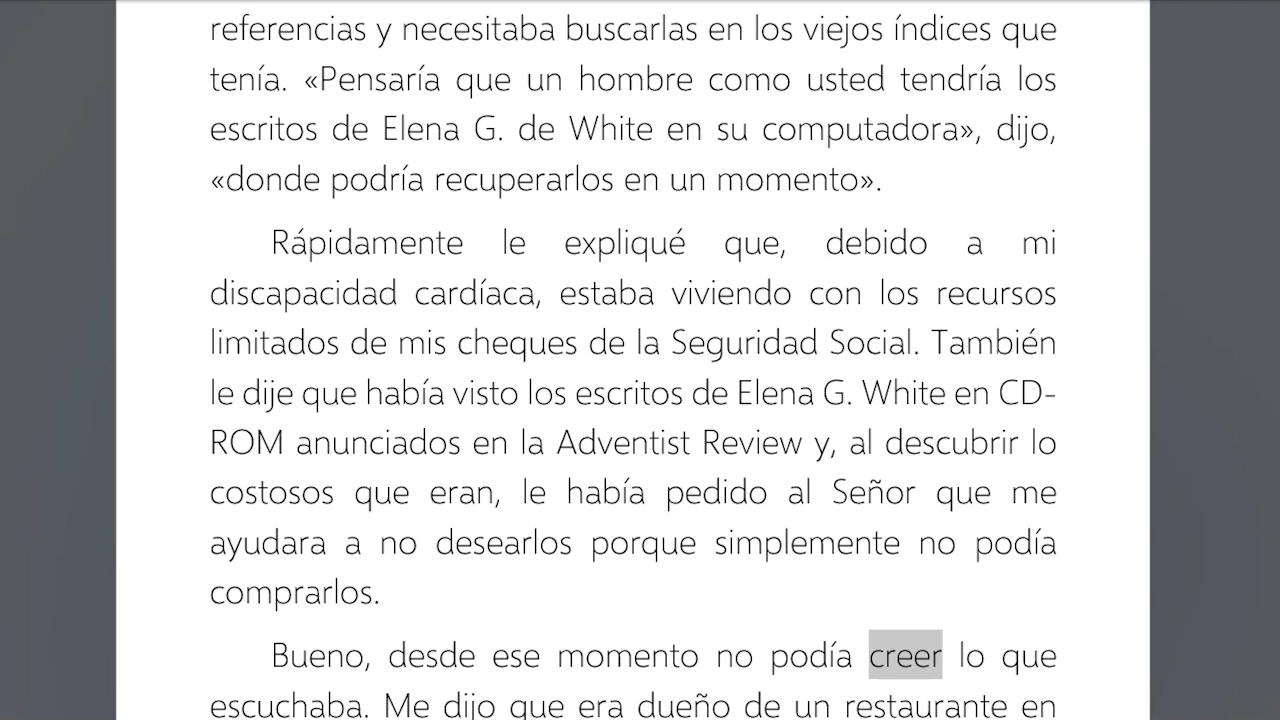 referencias y necesitaba buscarlas en los viejos índices que
tenía. «Pensaría que un hombre como usted tendría los
escritos de Elena G. de White en su computadora», dijo,
«donde podría recuperarlos en un momento».
Rápidamente le expliqué que, debido a mi
discapacidad cardíaca, estaba viviendo con los recursos
limitados de mis cheques de la Seguridad Social. También
le dije que había visto los escritos de Elena G. White en CD-
ROM anunciados en la Adventist Review y, al descubrir lo
costosos que eran, le había pedido al Señor que me
ayudara a no desearlos porque simplemente no podía
comprarlos.
Bueno, desde ese momento no podía creer lo que
escuchaba. Me dijo que era dueño de un restaurante en